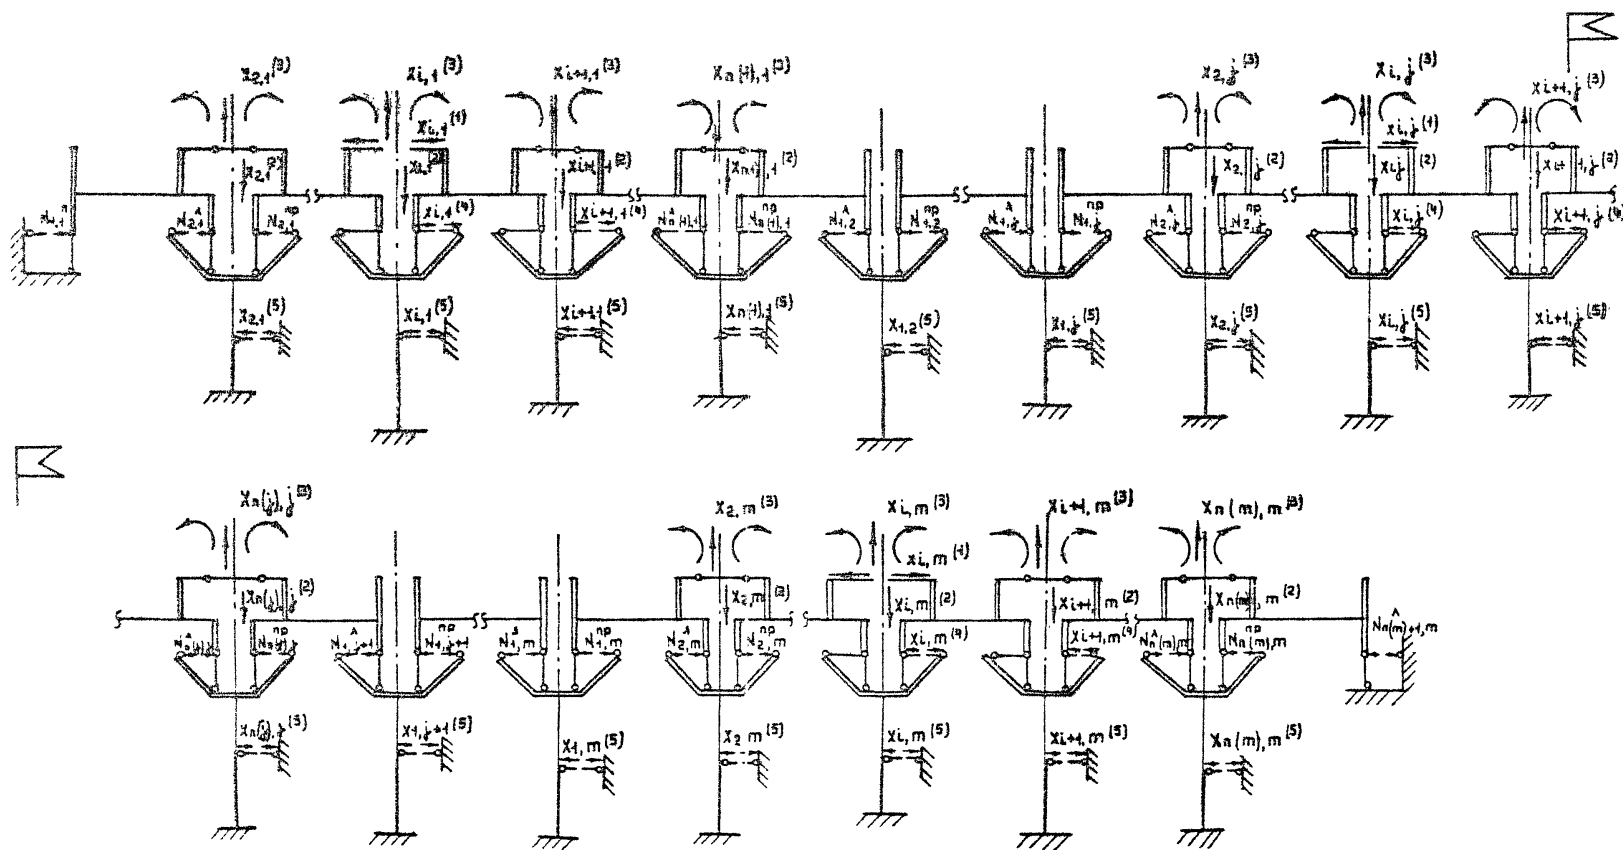 X2,1(3) Xi,1(3) Xi+1,1(3) Xn(1),1(3) X2,j(3) Xi,j(3) Xi+1,j(3)
Xi,1(1) Xi,j(1)
X2,1(2) Xi,1(2) Xi+1,1(2) Xn(1),1(2) X2,j(2) Xi,j(2) Xi+1,j(2)
N2,1л N2,1пр Xi,1(4) Xi+1,1(4) Nn(1),1л Nn(1),1пр N1,2л N1,2пр N1,jл N1,jпр N2,jл N2,jпр Xi,j(4) Xi+1,j(4)
X2,1(5) Xi,1(5) Xi+1,1(5) Xn(1),1(5) X1,2(5) X1,j(5) X2,j(5) Xi,j(5) Xi+1,j(5)
Xn(j),j(3) X2,m(3) Xi,m(3) Xi+1,m(3) Xn(m),m(3)
Xi,m(1)
Xn(j),j(2) X2,m(2) Xi,m(2) Xi+1,m(2) Xn(m),m(2)
Nn(j),jл Nn(j),jпр N1,j+1л N1,j+1пр N1,mл N1,mпр N2,mл N2,mпр Xi,m(4) Xi+1,m(4) Nn(m),mл Nn(m),mпр Nn(m)+1,mл
Xn(j),j(5) X1,j+1(5) X1,m(5) X2,m(5) Xi,m(5) Xi+1,m(5) Xn(m),m(5)